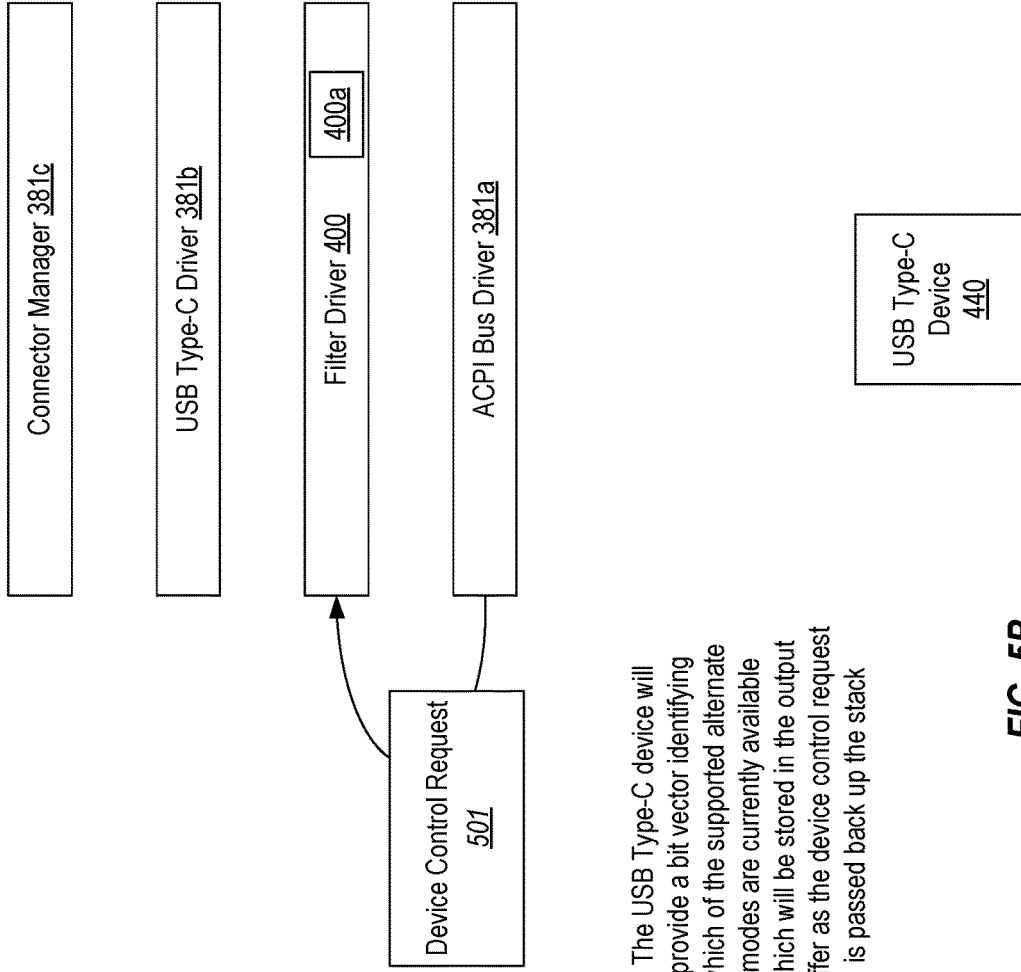 Connector Manager 381c
USB Type-C Driver 381b
Filter Driver 400
400a
ACPI Bus Driver 381a
Device Control Request
501
The USB Type-C device will
provide a bit vector identifying
hich of the supported alternate
modes are currently available
hich will be stored in the output
ffer as the device control request
is passed back up the stack
USB Type-C
Device
440
FIG. 5B